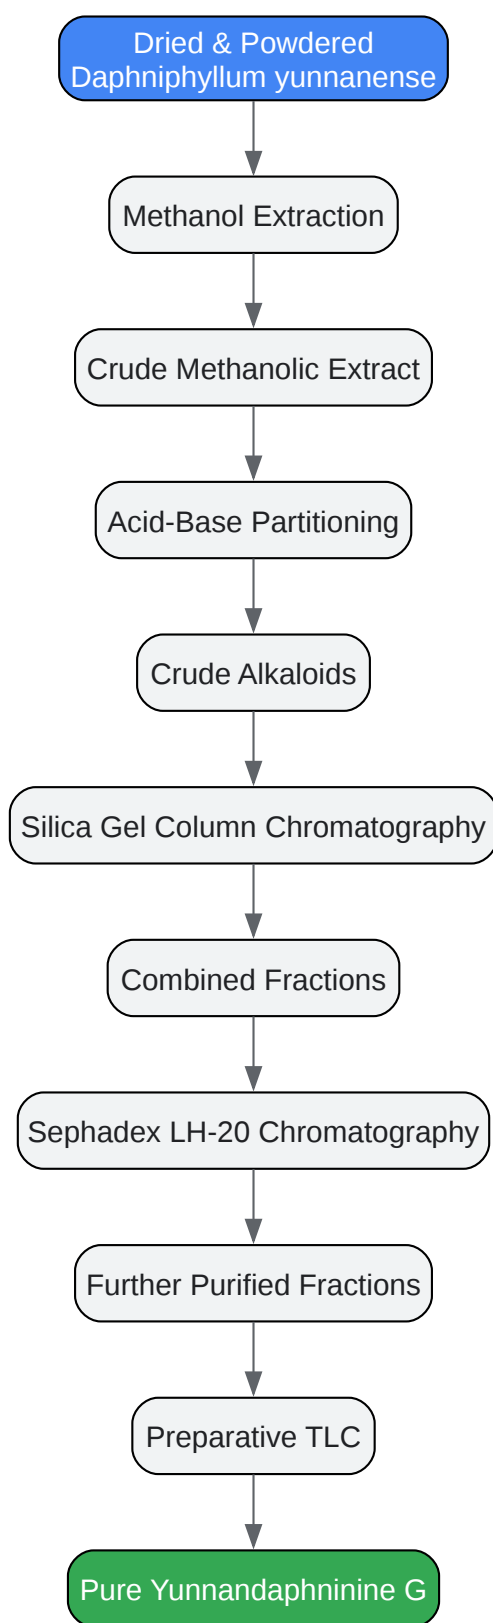 Dried & Powdered
Daphniphyllum yunnanense
Methanol Extraction
Crude Methanolic Extract
Acid-Base Partitioning
Crude Alkaloids
Silica Gel Column Chromatography
Combined Fractions
Sephadex LH-20 Chromatography
Further Purified Fractions
Preparative TLC
Pure Yunnandaphninine G